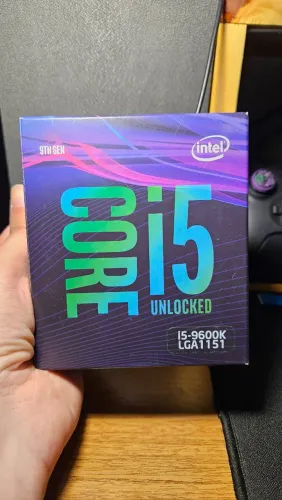 9TH GEN
intel
CORE
i5
UNLOCKED
i5-9600K
LGA1151